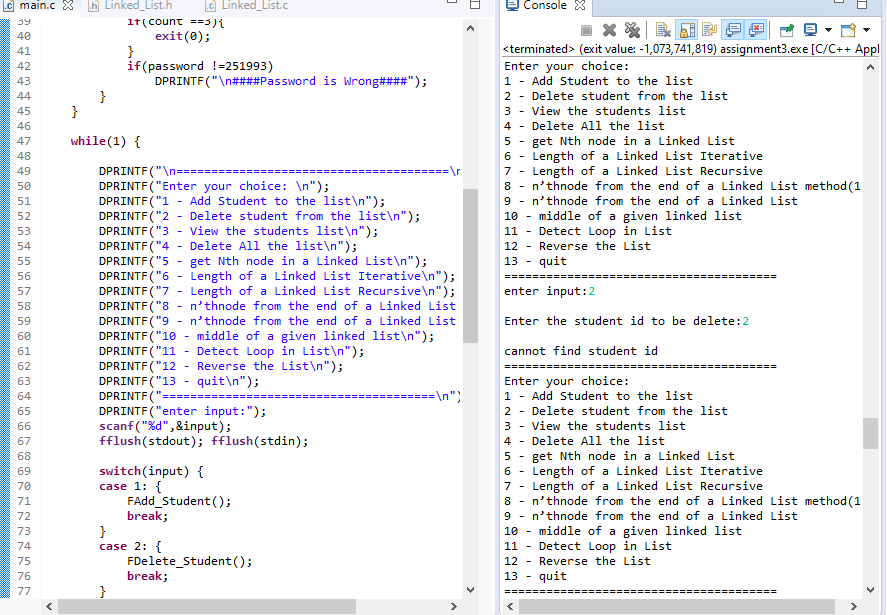 main.c
Linked_List.h
Linked_List.c
39 if(count ==3){
40 exit(0);
41 }
42 if(password !=251993)
43 DPRINTF("\n####Password is Wrong####");
44 }
45 }
46
47 while(1) {
48
49 DPRINTF("\n=======================================\n
50 DPRINTF("Enter your choice: \n");
51 DPRINTF("1 - Add Student to the list\n");
52 DPRINTF("2 - Delete student from the list\n");
53 DPRINTF("3 - View the students list\n");
54 DPRINTF("4 - Delete All the list\n");
55 DPRINTF("5 - get Nth node in a Linked List\n");
56 DPRINTF("6 - Length of a Linked List Iterative\n");
57 DPRINTF("7 - Length of a Linked List Recursive\n");
58 DPRINTF("8 - n’thnode from the end of a Linked List
59 DPRINTF("9 - n’thnode from the end of a Linked List
60 DPRINTF("10 - middle of a given linked list\n");
61 DPRINTF("11 - Detect Loop in List\n");
62 DPRINTF("12 - Reverse the List\n");
63 DPRINTF("13 - quit\n");
64 DPRINTF("=======================================\n")
65 DPRINTF("enter input:");
66 scanf("%d",&input);
67 fflush(stdout); fflush(stdin);
68
69 switch(input) {
70 case 1: {
71 FAdd_Student();
72 break;
73 }
74 case 2: {
75 FDelete_Student();
76 break;
77 }
Console
<terminated> (exit value: -1,073,741,819) assignment3.exe [C/C++ Appl
Enter your choice:
1 - Add Student to the list
2 - Delete student from the list
3 - View the students list
4 - Delete All the list
5 - get Nth node in a Linked List
6 - Length of a Linked List Iterative
7 - Length of a Linked List Recursive
8 - n’thnode from the end of a Linked List method(1
9 - n’thnode from the end of a Linked List
10 - middle of a given linked list
11 - Detect Loop in List
12 - Reverse the List
13 - quit
=======================================
enter input:2
Enter the student id to be delete:2
cannot find student id
=======================================
Enter your choice:
1 - Add Student to the list
2 - Delete student from the list
3 - View the students list
4 - Delete All the list
5 - get Nth node in a Linked List
6 - Length of a Linked List Iterative
7 - Length of a Linked List Recursive
8 - n’thnode from the end of a Linked List method(1
9 - n’thnode from the end of a Linked List
10 - middle of a given linked list
11 - Detect Loop in List
12 - Reverse the List
13 - quit
=======================================